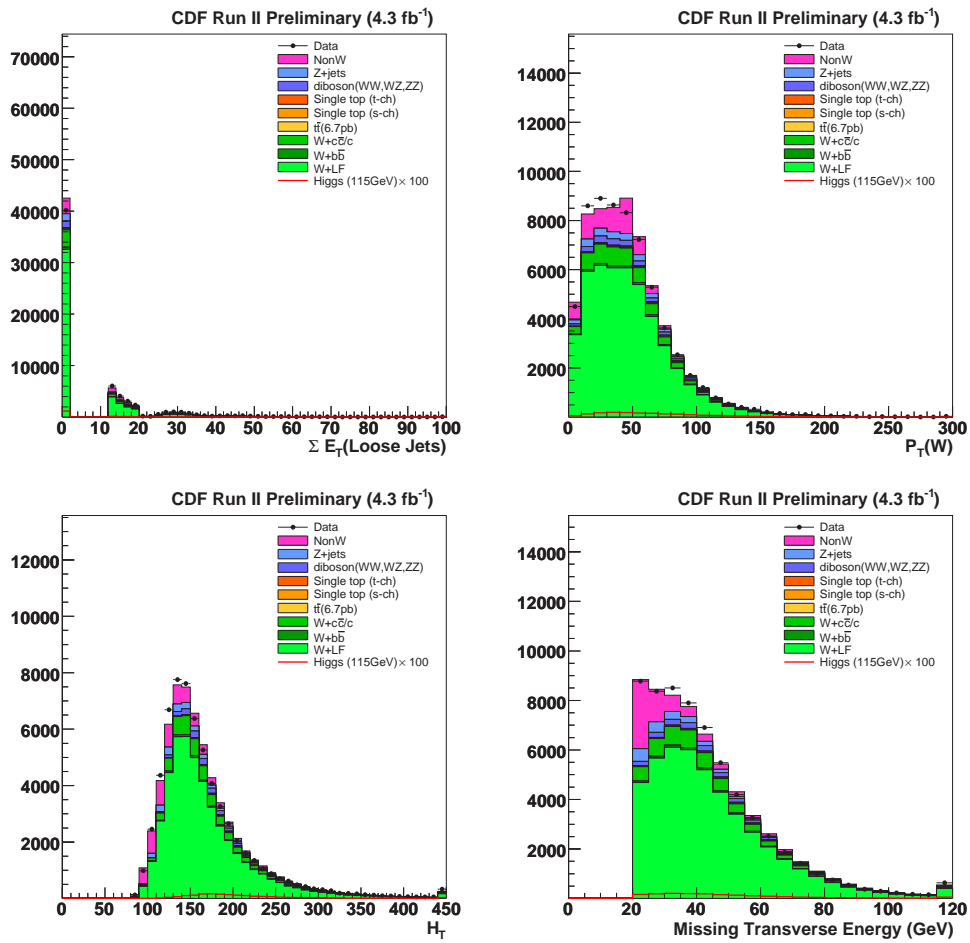 CDF Run II Preliminary (4.3 fb⁻¹)
Data
NonW
Z+jets
diboson(WW,WZ,ZZ)
Single top (t-ch)
Single top (s-ch)
tt̄(6.7pb)
W+cc̄/c
W+bb̄
W+LF
Higgs (115GeV)× 100
70000
60000
50000
40000
30000
20000
10000
0
0 10 20 30 40 50 60 70 80 90 100
Σ E_T(Loose Jets)
CDF Run II Preliminary (4.3 fb⁻¹)
Data
NonW
Z+jets
diboson(WW,WZ,ZZ)
Single top (t-ch)
Single top (s-ch)
tt̄(6.7pb)
W+cc̄/c
W+bb̄
W+LF
Higgs (115GeV)× 100
14000
12000
10000
8000
6000
4000
2000
0 50 100 150 200 250 300
P_T(W)
CDF Run II Preliminary (4.3 fb⁻¹)
Data
NonW
Z+jets
diboson(WW,WZ,ZZ)
Single top (t-ch)
Single top (s-ch)
tt̄(6.7pb)
W+cc̄/c
W+bb̄
W+LF
Higgs (115GeV)× 100
12000
10000
8000
6000
4000
2000
0 50 100 150 200 250 300 350 400 450
H_T
CDF Run II Preliminary (4.3 fb⁻¹)
Data
NonW
Z+jets
diboson(WW,WZ,ZZ)
Single top (t-ch)
Single top (s-ch)
tt̄(6.7pb)
W+cc̄/c
W+bb̄
W+LF
Higgs (115GeV)× 100
14000
12000
10000
8000
6000
4000
2000
0 20 40 60 80 100 120
Missing Transverse Energy (GeV)